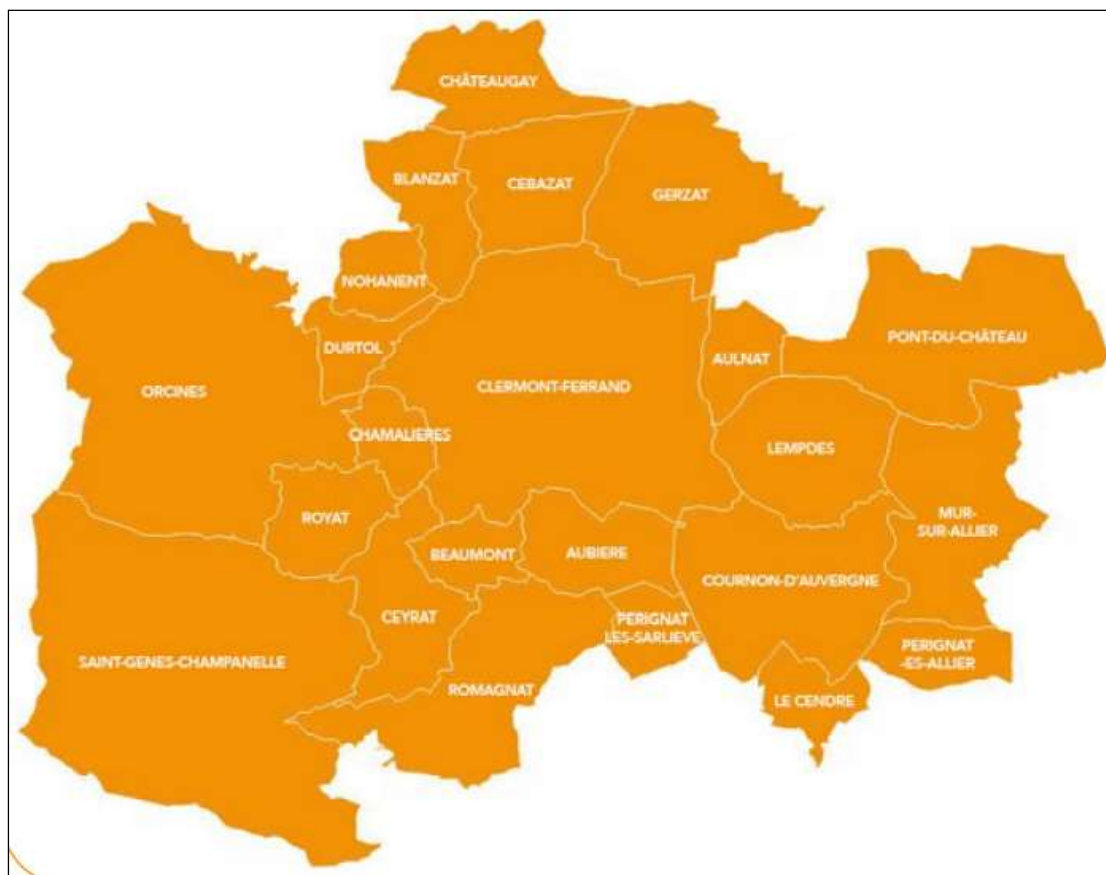 CHÂTEAUGAY
BLANZAT
CEBAZAT
GERZAT
NOHANENT
DURTOL
PONT-DU-CHÂTEAU
AULNAT
ORCINES
CLERMONT-FERRAND
CHAMALIERES
LEMPDES
ROYAT
MUR-
SUR-ALLIER
BEAUMONT
AUBIERE
COURNON-D'AUVERGNE
CEYRAT
PERIGNAT
LES-SARLIEVE
SAINT-GENES-CHAMPANELLE
PERIGNAT
-ES-ALLIER
ROMAGNAT
LE CENDRE